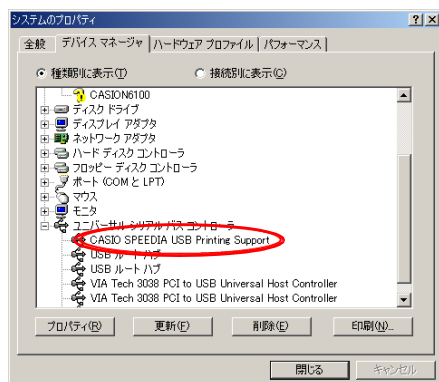 システムのプロパティ
全般 デバイス マネージャ ハードウェア プロファイル パフォーマンス
種類別に表示(T) 接続別に表示(C)
CASION6100
ディスク ドライブ
ディスプレイ アダプタ
ネットワーク アダプタ
ハード ディスク コントローラ
フロッピー ディスク コントローラ
ポート (COM と LPT)
マウス
モニタ
ユニバーサル シリアル バス コントローラ
CASIO SPEEDIA USB Printing Support
USB ルート ハブ
USB ルート ハブ
VIA Tech 3038 PCI to USB Universal Host Controller
VIA Tech 3038 PCI to USB Universal Host Controller
プロパティ(R) 更新(F) 削除(E) 印刷(N)...
閉じる キャンセル